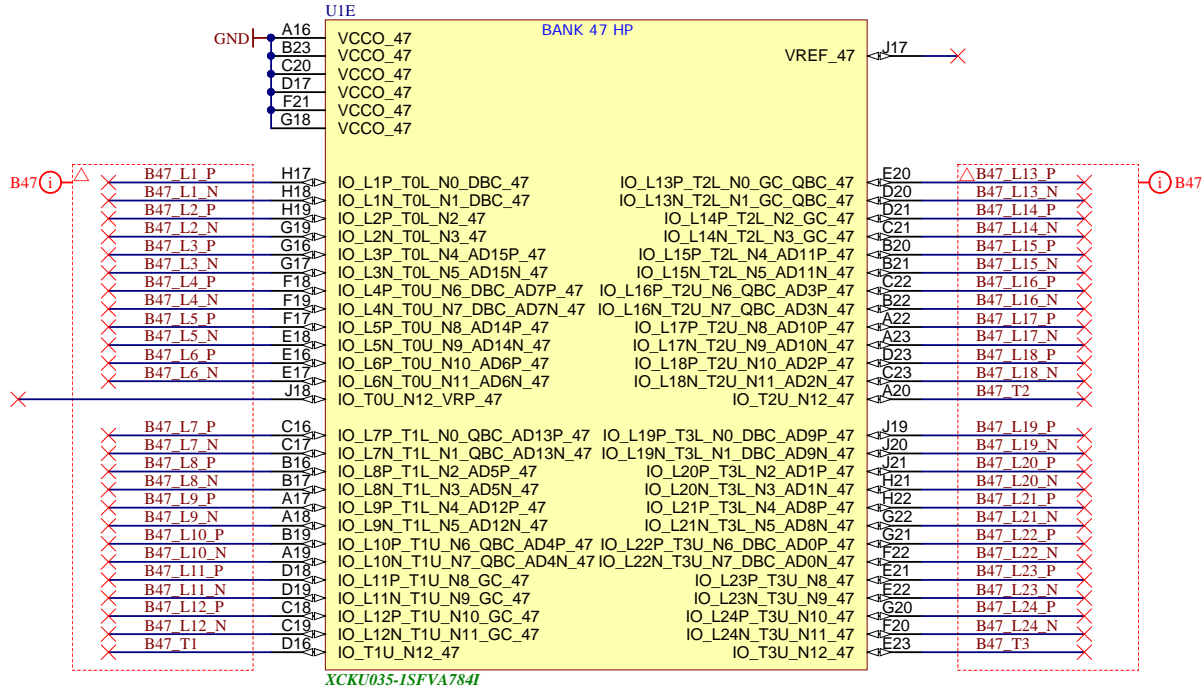 U1E
BANK 47 HP
GND A16 VCCO_47
B23 VCCO_47 VREF_47 J17
C20 VCCO_47
D17 VCCO_47
F21 VCCO_47
G18 VCCO_47
B47 i B47_L1_P H17 IO_L1P_T0L_N0_DBC_47 IO_L13P_T2L_N0_GC_QBC_47 E20 B47_L13_P i B47
B47_L1_N H18 IO_L1N_T0L_N1_DBC_47 IO_L13N_T2L_N1_GC_QBC_47 D20 B47_L13_N
B47_L2_P H19 IO_L2P_T0L_N2_47 IO_L14P_T2L_N2_GC_47 D21 B47_L14_P
B47_L2_N G19 IO_L2N_T0L_N3_47 IO_L14N_T2L_N3_GC_47 C21 B47_L14_N
B47_L3_P G16 IO_L3P_T0L_N4_AD15P_47 IO_L15P_T2L_N4_AD11P_47 B20 B47_L15_P
B47_L3_N G17 IO_L3N_T0L_N5_AD15N_47 IO_L15N_T2L_N5_AD11N_47 B21 B47_L15_N
B47_L4_P F18 IO_L4P_T0U_N6_DBC_AD7P_47 IO_L16P_T2U_N6_QBC_AD3P_47 C22 B47_L16_P
B47_L4_N F19 IO_L4N_T0U_N7_DBC_AD7N_47 IO_L16N_T2U_N7_QBC_AD3N_47 B22 B47_L16_N
B47_L5_P F17 IO_L5P_T0U_N8_AD14P_47 IO_L17P_T2U_N8_AD10P_47 A22 B47_L17_P
B47_L5_N E18 IO_L5N_T0U_N9_AD14N_47 IO_L17N_T2U_N9_AD10N_47 A23 B47_L17_N
B47_L6_P E16 IO_L6P_T0U_N10_AD6P_47 IO_L18P_T2U_N10_AD2P_47 D23 B47_L18_P
B47_L6_N E17 IO_L6N_T0U_N11_AD6N_47 IO_L18N_T2U_N11_AD2N_47 C23 B47_L18_N
J18 IO_T0U_N12_VRP_47 IO_T2U_N12_47 A20 B47_T2
B47_L7_P C16 IO_L7P_T1L_N0_QBC_AD13P_47 IO_L19P_T3L_N0_DBC_AD9P_47 J19 B47_L19_P
B47_L7_N C17 IO_L7N_T1L_N1_QBC_AD13N_47 IO_L19N_T3L_N1_DBC_AD9N_47 J20 B47_L19_N
B47_L8_P B16 IO_L8P_T1L_N2_AD5P_47 IO_L20P_T3L_N2_AD1P_47 J21 B47_L20_P
B47_L8_N B17 IO_L8N_T1L_N3_AD5N_47 IO_L20N_T3L_N3_AD1N_47 H21 B47_L20_N
B47_L9_P A17 IO_L9P_T1L_N4_AD12P_47 IO_L21P_T3L_N4_AD8P_47 H22 B47_L21_P
B47_L9_N A18 IO_L9N_T1L_N5_AD12N_47 IO_L21N_T3L_N5_AD8N_47 G22 B47_L21_N
B47_L10_P B19 IO_L10P_T1U_N6_QBC_AD4P_47 IO_L22P_T3U_N6_DBC_AD0P_47 G21 B47_L22_P
B47_L10_N A19 IO_L10N_T1U_N7_QBC_AD4N_47 IO_L22N_T3U_N7_DBC_AD0N_47 F22 B47_L22_N
B47_L11_P D18 IO_L11P_T1U_N8_GC_47 IO_L23P_T3U_N8_47 E21 B47_L23_P
B47_L11_N D19 IO_L11N_T1U_N9_GC_47 IO_L23N_T3U_N9_47 E22 B47_L23_N
B47_L12_P C18 IO_L12P_T1U_N10_GC_47 IO_L24P_T3U_N10_47 G20 B47_L24_P
B47_L12_N C19 IO_L12N_T1U_N11_GC_47 IO_L24N_T3U_N11_47 F20 B47_L24_N
B47_T1 D16 IO_T1U_N12_47 IO_T3U_N12_47 E23 B47_T3
XCKU035-1SFVA784I